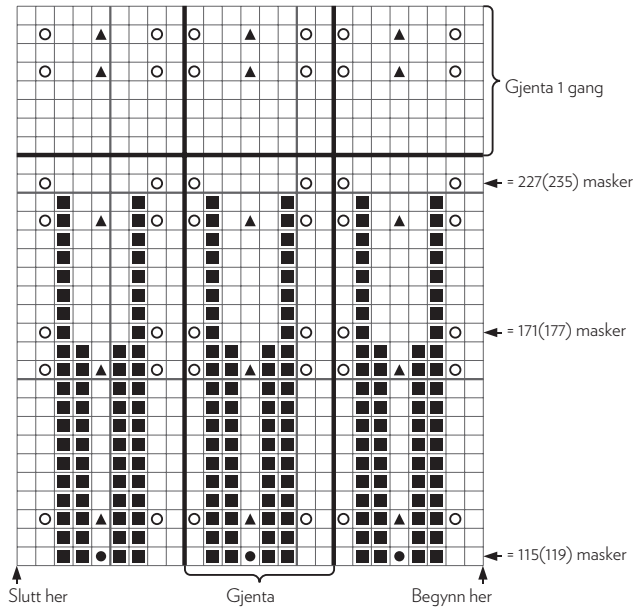 Gjenta 1 gang
= 227(235) masker
= 171(177) masker
= 115(119) masker
Slutt her
Gjenta
Begynn her